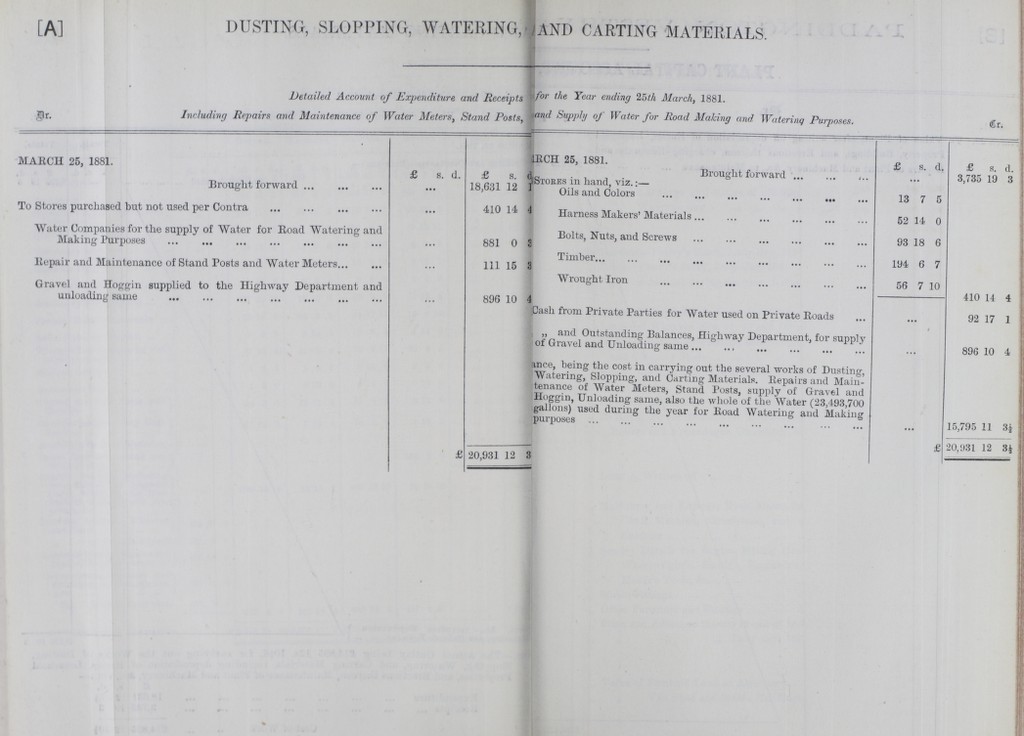 [A]
DUSTING, SLOPPING, WATERING, AND CARTING MATERIALS.
Detailed Account of Expenditure and Receipts for the Year ending 25th March, 1881.
Dr. Including Repairs and Maintenance of Water Meters, Stand Posts, and Supply of Water for Road Making and Watering Purposes. Cr.
MARCH 25, 1881.
£ s. d. £ s.
Brought forward ... ... ... ... 18,631 12
To Stores purchased but not used per Contra ... ... ... ... ... 410 14 4
Water Companies for the supply of Water for Road Watering and
Making Purposes ... ... ... ... ... ... ... ... 881 0
Repair and Maintenance of Stand Posts and Water Meters... ... ... 111 15
Gravel and Hoggin supplied to the Highway Department and
unloading same ... ... ... ... ... ... ... ... 896 10 4
£ 20,931 12 3
RCH 25, 1881.
£ s. d. £ s. d.
Brought forward ... ... ... ... 3,735 19 3
STORES in hand, viz.:—
Oils and Colors ... ... ... ... ... ... ... 13 7 5
Harness Makers' Materials ... ... ... ... ... ... 52 14 0
Bolts, Nuts, and Screws ... ... ... ... ... ... 93 18 6
Timber... ... ... ... ... ... ... ... ... 194 6 7
Wrought Iron ... ... ... ... ... ... ... 56 7 10
410 14 4
Cash from Private Parties for Water used on Private Roads ... ... 92 17 1
„ and Outstanding Balances, Highway Department, for supply
of Gravel and Unloading same ... ... ... ... ... ... ... 896 10 4
ance, being the cost in carrying out the several works of Dusting,
Watering, Slopping, and Carting Materials. Repairs and Main-
tenance of Water Meters, Stand Posts, supply of Gravel and
Hoggin, Unloading same, also the whole of the Water (23,493,700
gallons) used during the year for Road Watering and Making
purposes ... ... ... ... ... ... ... ... ... ... 15,795 11 3½
£ 20,931 12 3½